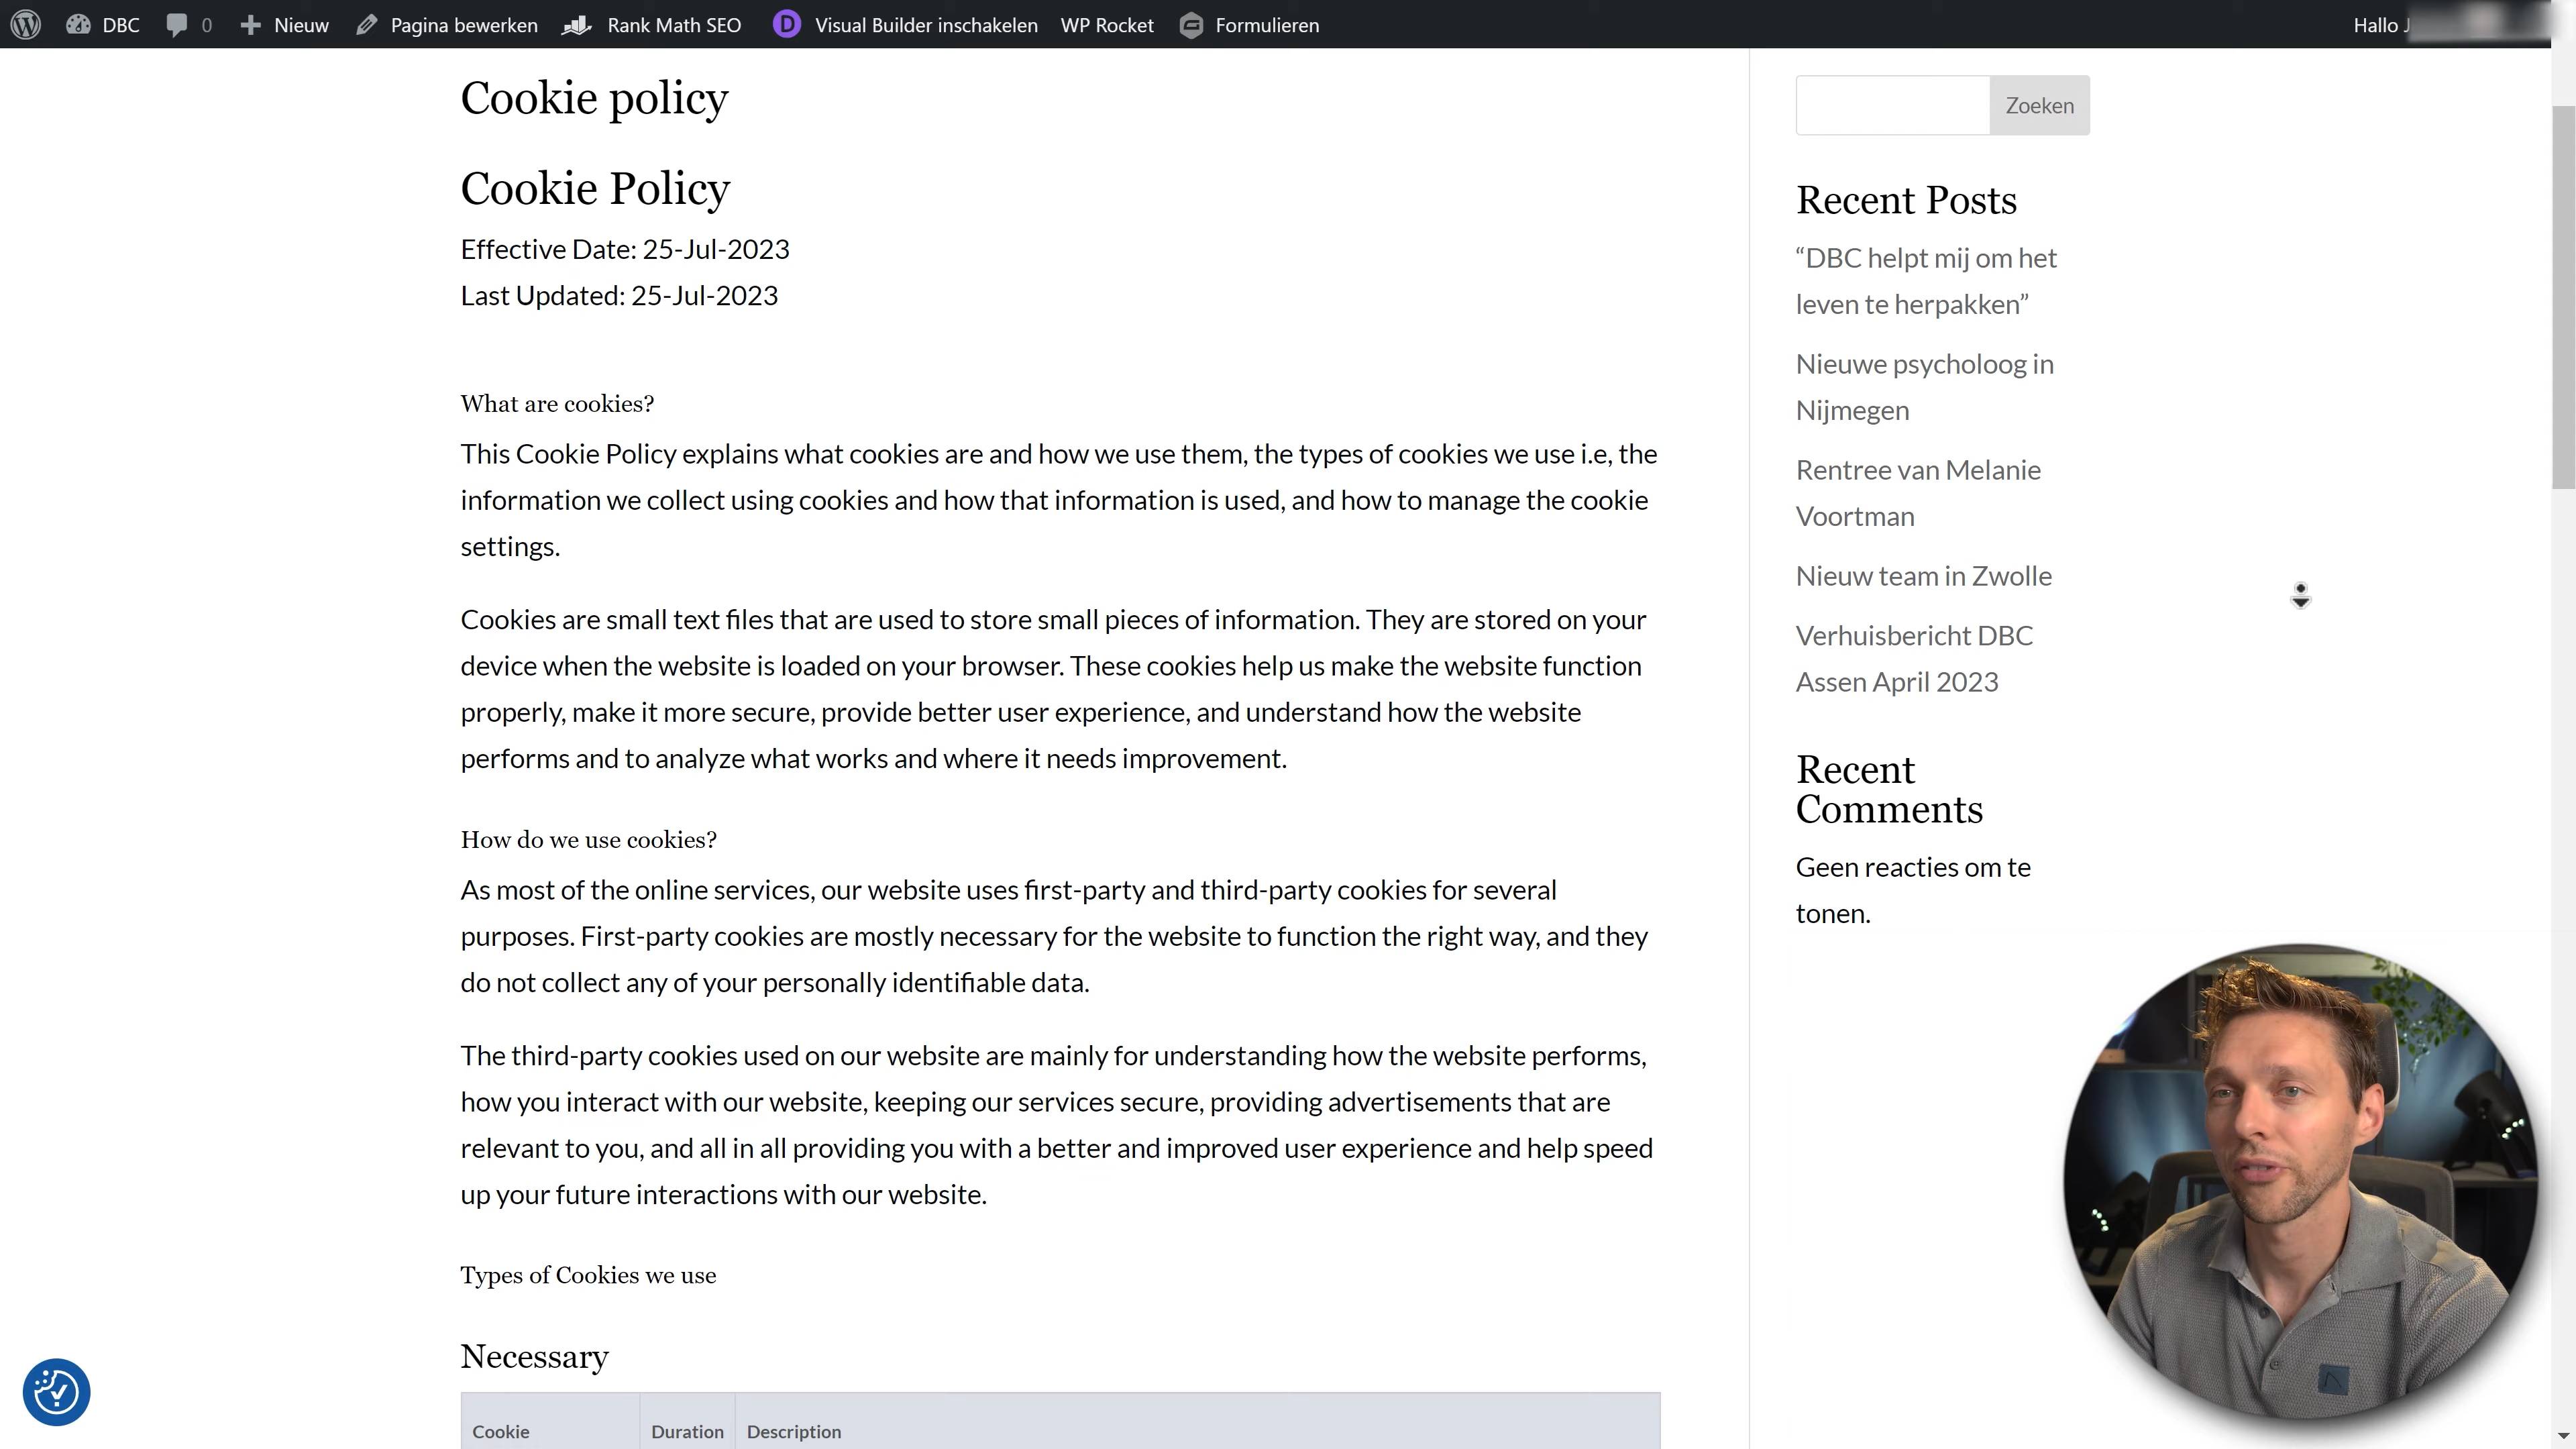 DBC 0 Nieuw Pagina bewerken Rank Math SEO Visual Builder inschakelen WP Rocket Formulieren Hallo
Cookie policy
Cookie Policy
Effective Date: 25-Jul-2023
Last Updated: 25-Jul-2023
What are cookies?
This Cookie Policy explains what cookies are and how we use them, the types of cookies we use i.e, the
information we collect using cookies and how that information is used, and how to manage the cookie
settings.
Cookies are small text files that are used to store small pieces of information. They are stored on your
device when the website is loaded on your browser. These cookies help us make the website function
properly, make it more secure, provide better user experience, and understand how the website
performs and to analyze what works and where it needs improvement.
How do we use cookies?
As most of the online services, our website uses first-party and third-party cookies for several
purposes. First-party cookies are mostly necessary for the website to function the right way, and they
do not collect any of your personally identifiable data.
The third-party cookies used on our website are mainly for understanding how the website performs,
how you interact with our website, keeping our services secure, providing advertisements that are
relevant to you, and all in all providing you with a better and improved user experience and help speed
up your future interactions with our website.
Types of Cookies we use
Necessary
Cookie Duration Description
Zoeken
Recent Posts
“DBC helpt mij om het
leven te herpakken”
Nieuwe psycholoog in
Nijmegen
Rentree van Melanie
Voortman
Nieuw team in Zwolle
Verhuisbericht DBC
Assen April 2023
Recent
Comments
Geen reacties om te
tonen.